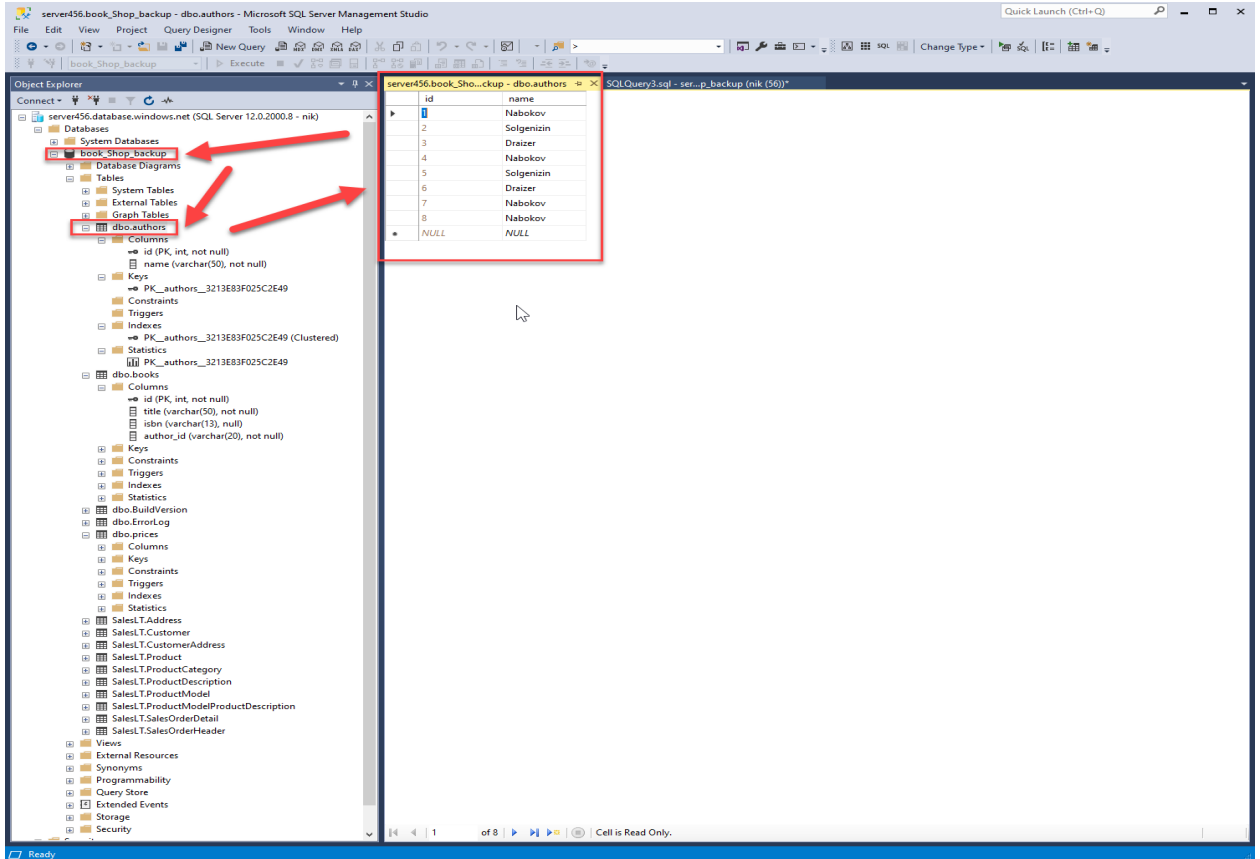 server456.book_Shop_backup - dbo.authors - Microsoft SQL Server Management Studio
Quick Launch (Ctrl+Q)
File Edit View Project Query Designer Tools Window Help
New Query
SQL
Change Type
book_Shop_backup
Execute
Object Explorer
Connect
server456.database.windows.net (SQL Server 12.0.2000.8 - nik)
Databases
System Databases
book_Shop_backup
Database Diagrams
Tables
System Tables
External Tables
Graph Tables
dbo.authors
Columns
id (PK, int, not null)
name (varchar(50), not null)
Keys
PK__authors__3213E83F025C2E49
Constraints
Triggers
Indexes
PK__authors__3213E83F025C2E49 (Clustered)
Statistics
PK__authors__3213E83F025C2E49
dbo.books
Columns
id (PK, int, not null)
title (varchar(50), not null)
isbn (varchar(13), null)
author_id (varchar(20), not null)
Keys
Constraints
Triggers
Indexes
Statistics
dbo.BuildVersion
dbo.ErrorLog
dbo.prices
Columns
Keys
Constraints
Triggers
Indexes
Statistics
SalesLT.Address
SalesLT.Customer
SalesLT.CustomerAddress
SalesLT.Product
SalesLT.ProductCategory
SalesLT.ProductDescription
SalesLT.ProductModel
SalesLT.ProductModelProductDescription
SalesLT.SalesOrderDetail
SalesLT.SalesOrderHeader
Views
External Resources
Synonyms
Programmability
Query Store
Extended Events
Storage
Security
server456.book_Sho...ckup - dbo.authors
SQLQuery3.sql - ser...p_backup (nik (56))*
id name
1 Nabokov
2 Solgenizin
3 Draizer
4 Nabokov
5 Solgenizin
6 Draizer
7 Nabokov
8 Nabokov
NULL NULL
1 of 8 Cell is Read Only.
Ready